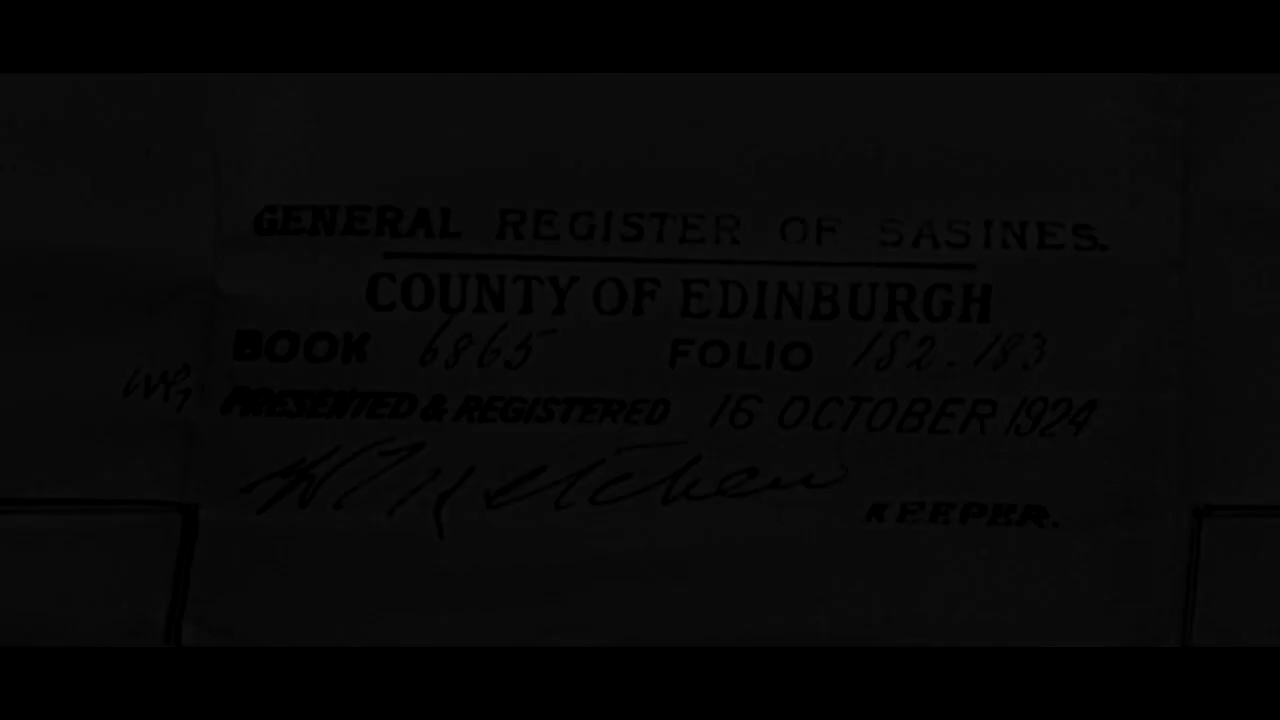 GENERAL REGISTER OF SASINES.
COUNTY OF EDINBURGH
BOOK 6865 FOLIO 182-183
PRESENTED & REGISTERED 16 OCTOBER 1924
KEEPER.